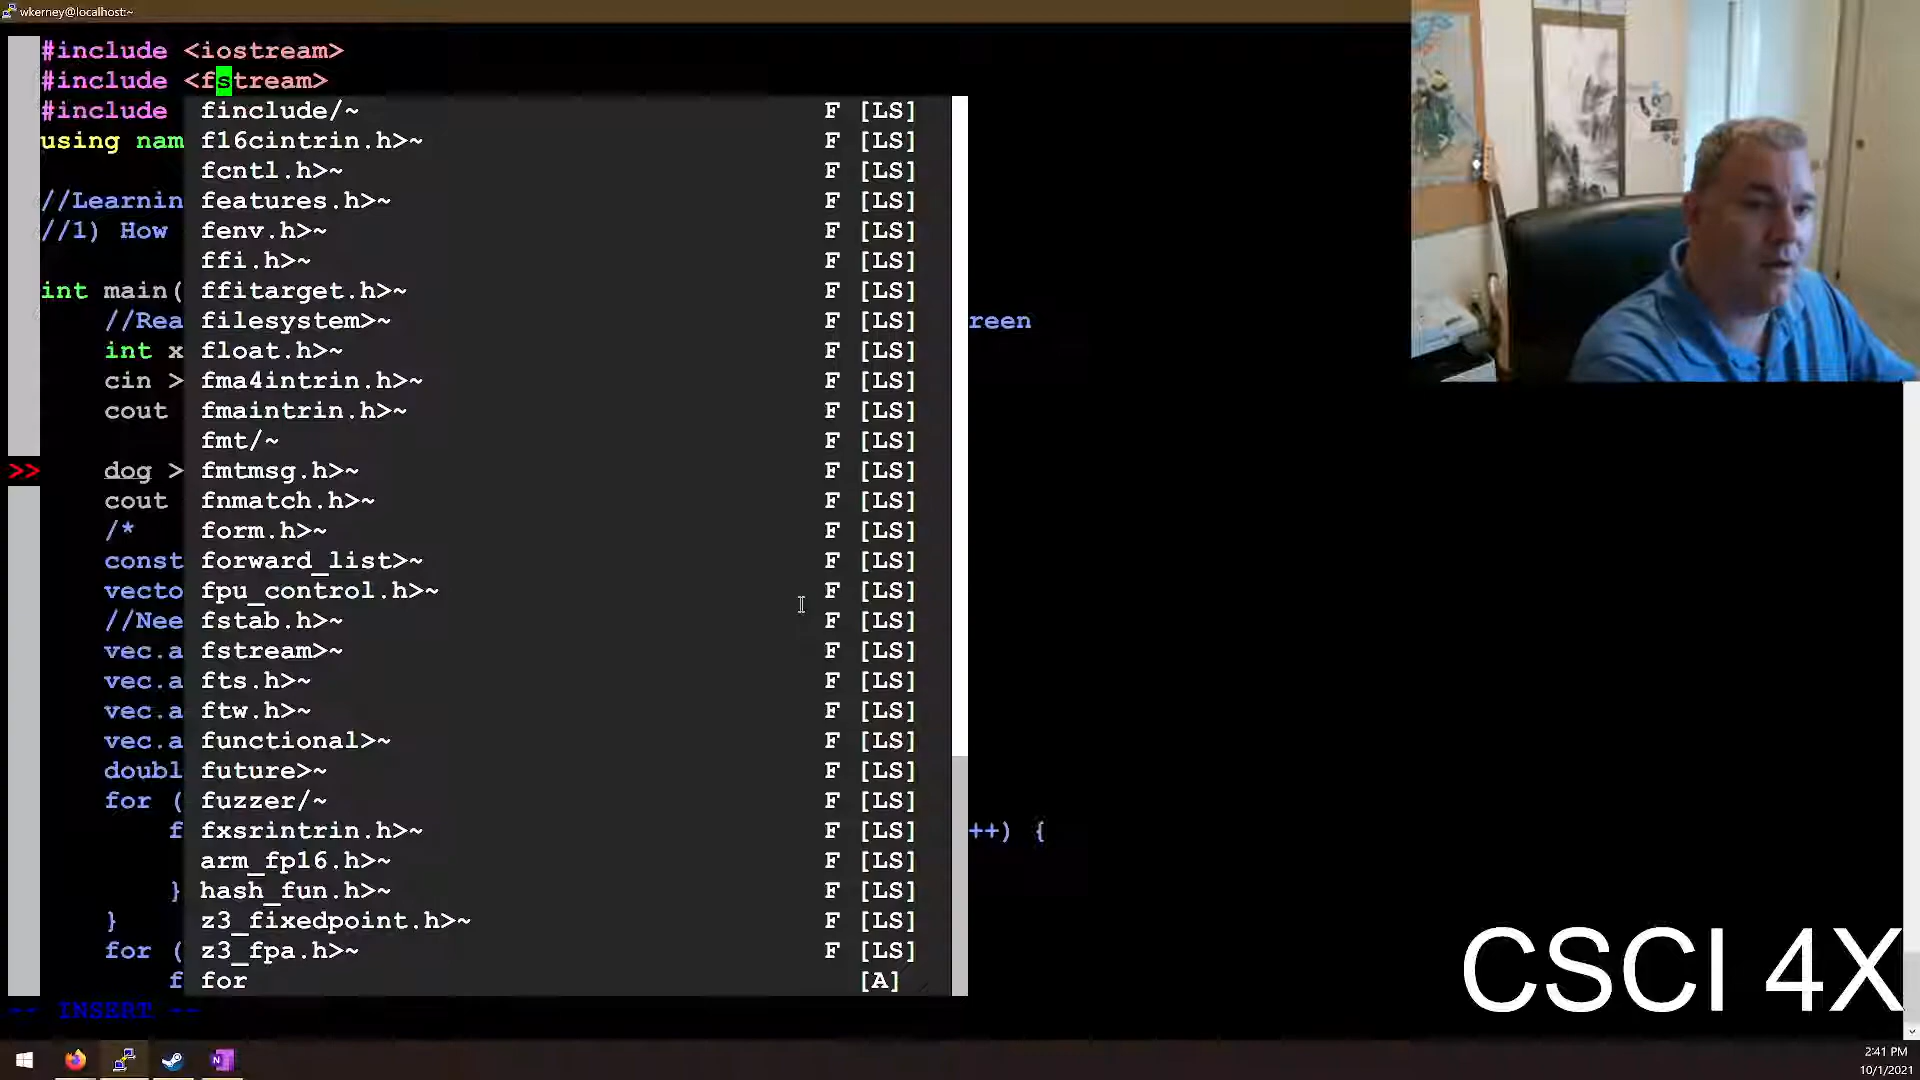 wkerney@localhost:~
#include <iostream>
#include <fstream>
#include
using nam
//Learnin
//1) How
int main(
//Rea
reen
int x
cin >
cout
>> dog >
cout
/*
const
vecto
//Nee
vec.a
vec.a
vec.a
vec.a
doubl
for (
f
++) {
}
}
for (
f
finclude/~ F [LS]
f16cintrin.h>~ F [LS]
fcntl.h>~ F [LS]
features.h>~ F [LS]
fenv.h>~ F [LS]
ffi.h>~ F [LS]
ffitarget.h>~ F [LS]
filesystem>~ F [LS]
float.h>~ F [LS]
fma4intrin.h>~ F [LS]
fmaintrin.h>~ F [LS]
fmt/~ F [LS]
fmtmsg.h>~ F [LS]
fnmatch.h>~ F [LS]
form.h>~ F [LS]
forward_list>~ F [LS]
fpu_control.h>~ F [LS]
fstab.h>~ F [LS]
fstream>~ F [LS]
fts.h>~ F [LS]
ftw.h>~ F [LS]
functional>~ F [LS]
future>~ F [LS]
fuzzer/~ F [LS]
fxsrintrin.h>~ F [LS]
arm_fp16.h>~ F [LS]
hash_fun.h>~ F [LS]
z3_fixedpoint.h>~ F [LS]
z3_fpa.h>~ F [LS]
for [A]
-- INSERT --
CSCI 4X
2:41 PM
10/1/2021